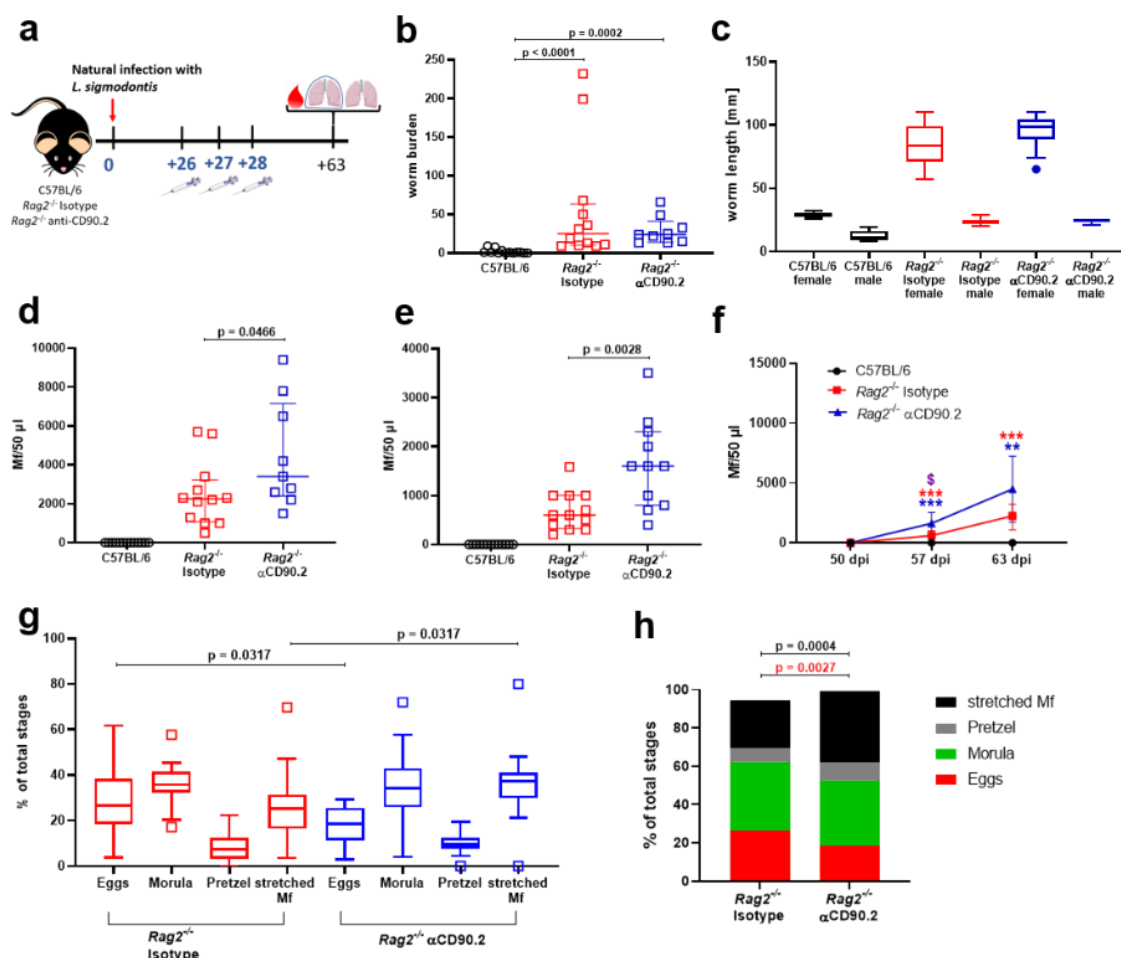 a
Natural infection with
L. sigmodontis
0
+26
+27
+28
+63
C57BL/6
Rag2-/- Isotype
Rag2-/- anti-CD90.2
b
p = 0.0002
p < 0.0001
250
200
150
100
50
0
worm burden
C57BL/6
Rag2-/-
Isotype
Rag2-/-
αCD90.2
c
150
100
50
0
worm length [mm]
C57BL/6
female
C57BL/6
male
Rag2-/-
Isotype
female
Rag2-/-
Isotype
male
Rag2-/-
αCD90.2
female
Rag2-/-
αCD90.2
male
d
p = 0.0466
10000
8000
6000
4000
2000
0
Mf/50 µl
C57BL/6
Rag2-/-
Isotype
Rag2-/-
αCD90.2
e
p = 0.0028
4000
3000
2000
1000
0
Mf/50 µl
C57BL/6
Rag2-/-
Isotype
Rag2-/-
αCD90.2
f
15000
10000
5000
0
Mf/50 µl
C57BL/6
Rag2-/- Isotype
Rag2-/- αCD90.2
$
***
***
***
**
50 dpi
57 dpi
63 dpi
g
p = 0.0317
p = 0.0317
100
80
60
40
20
0
% of total stages
Eggs
Morula
Pretzel
stretched
Mf
Eggs
Morula
Pretzel
stretched
Mf
Rag2-/-
Isotype
Rag2-/- αCD90.2
h
p = 0.0004
p = 0.0027
100
80
60
40
20
0
% of total stages
Rag2-/-
Isotype
Rag2-/-
αCD90.2
stretched Mf
Pretzel
Morula
Eggs